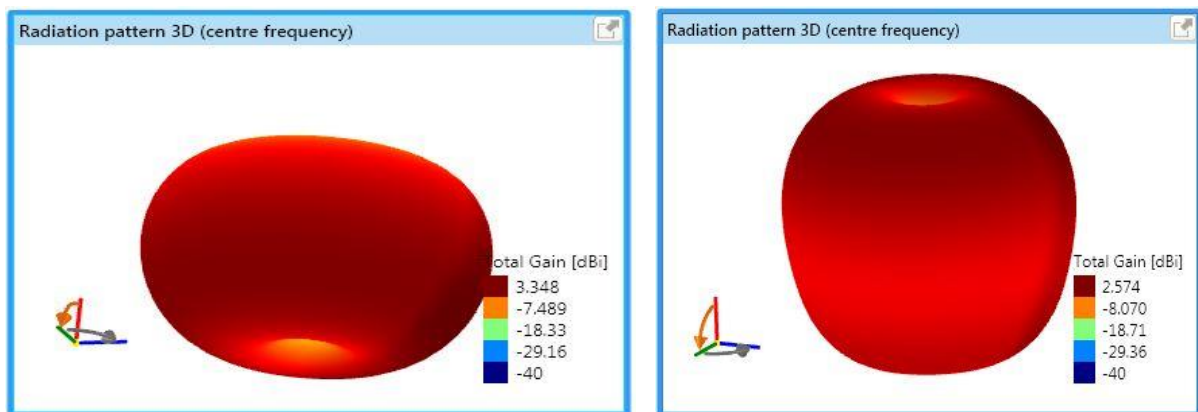 Radiation pattern 3D (centre frequency)
Total Gain [dBi]
3.348
-7.489
-18.33
-29.16
-40
Radiation pattern 3D (centre frequency)
Total Gain [dBi]
2.574
-8.070
-18.71
-29.36
-40